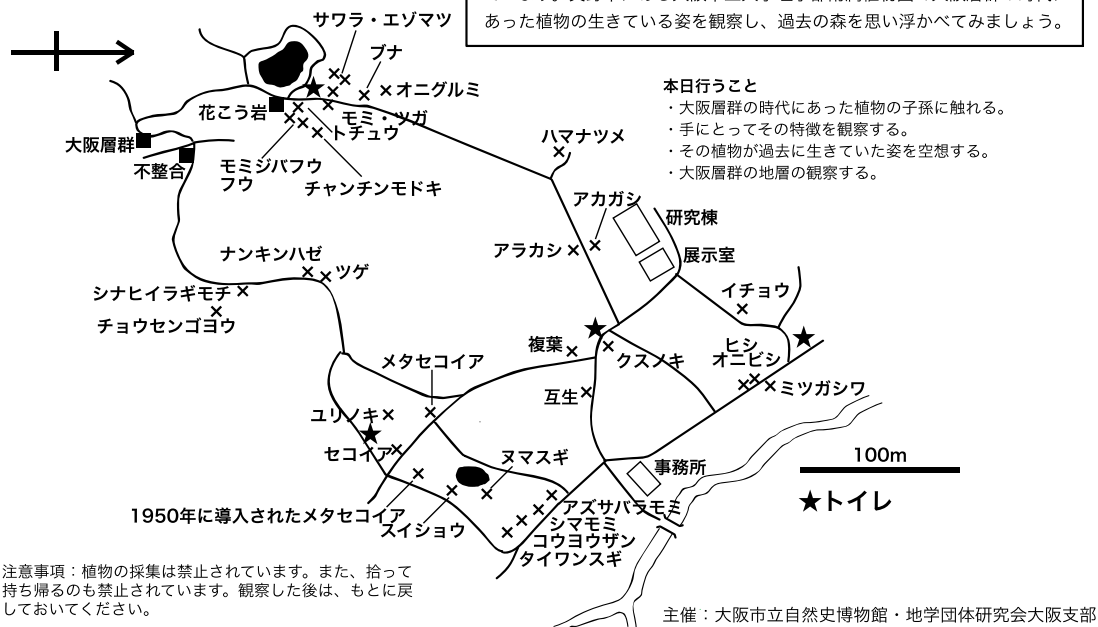 あった植物の生きている姿を観察し、過去の森を思い浮かべてみましょう。
本日行うこと
・大阪層群の時代にあった植物の子孫に触れる。
・手にとってその特徴を観察する。
・その植物が過去に生きていた姿を空想する。
・大阪層群の地層の観察する。
サワラ・エゾマツ
ブナ
オニグルミ
花こう岩
モミ・ツガ
トチュウ
大阪層群
不整合
モミジバフウ
フウ
チャンチンモドキ
ハマナツメ
アカガシ
研究棟
アラカシ
展示室
ナンキンハゼ
ツゲ
シナヒイラギモチ
チョウセンゴヨウ
イチョウ
複葉
クスノキ
ヒシ
オニビシ
ミツガシワ
メタセコイア
互生
ユリノキ
セコイア
ヌマスギ
事務所
100m
★トイレ
1950年に導入されたメタセコイア
スイショウ
アズサバラモミ
シマモミ
コウヨウザン
タイワンスギ
注意事項：植物の採集は禁止されています。また、拾って
持ち帰るのも禁止されています。観察した後は、もとに戻
しておいてください。
主催：大阪市立自然史博物館・地学団体研究会大阪支部